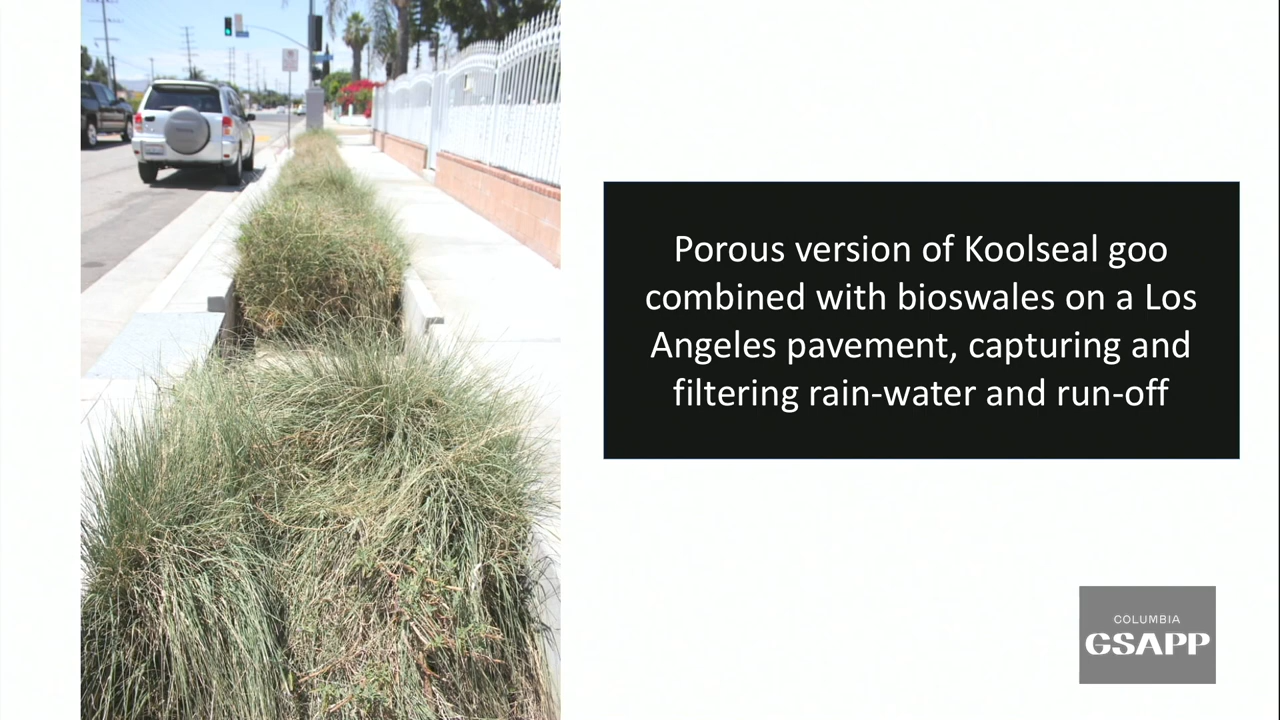 Porous version of Koolseal goo
combined with bioswales on a Los
Angeles pavement, capturing and
filtering rain-water and run-off
COLUMBIA
GSAPP